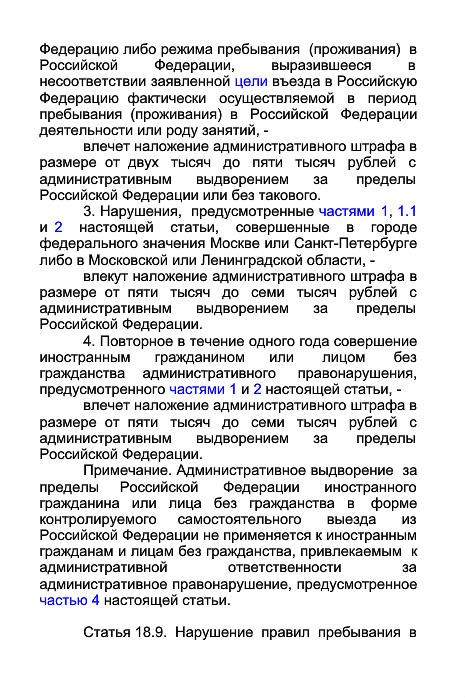 Федерацию либо режима пребывания (проживания) в
Российской Федерации, выразившееся в
несоответствии заявленной цели въезда в Российскую
Федерацию фактически осуществляемой в период
пребывания (проживания) в Российской Федерации
деятельности или роду занятий, -
влечет наложение административного штрафа в
размере от двух тысяч до пяти тысяч рублей с
административным выдворением за пределы
Российской Федерации или без такового.
3. Нарушения, предусмотренные частями 1, 1.1
и 2 настоящей статьи, совершенные в городе
федерального значения Москве или Санкт-Петербурге
либо в Московской или Ленинградской области, -
влекут наложение административного штрафа в
размере от пяти тысяч до семи тысяч рублей с
административным выдворением за пределы
Российской Федерации.
4. Повторное в течение одного года совершение
иностранным гражданином или лицом без
гражданства административного правонарушения,
предусмотренного частями 1 и 2 настоящей статьи, -
влечет наложение административного штрафа в
размере от пяти тысяч до семи тысяч рублей с
административным выдворением за пределы
Российской Федерации.
Примечание. Административное выдворение за
пределы Российской Федерации иностранного
гражданина или лица без гражданства в форме
контролируемого самостоятельного выезда из
Российской Федерации не применяется к иностранным
гражданам и лицам без гражданства, привлекаемым к
административной ответственности за
административное правонарушение, предусмотренное
частью 4 настоящей статьи.
Статья 18.9. Нарушение правил пребывания в